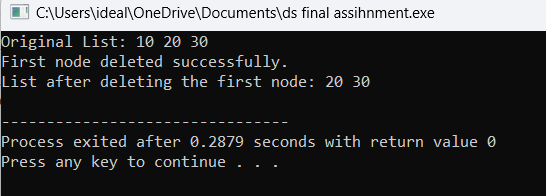 C:\Users\ideal\OneDrive\Documents\ds final assihnment.exe
Original List: 10 20 30
First node deleted successfully.
List after deleting the first node: 20 30
--------------------------------
Process exited after 0.2879 seconds with return value 0
Press any key to continue . . .